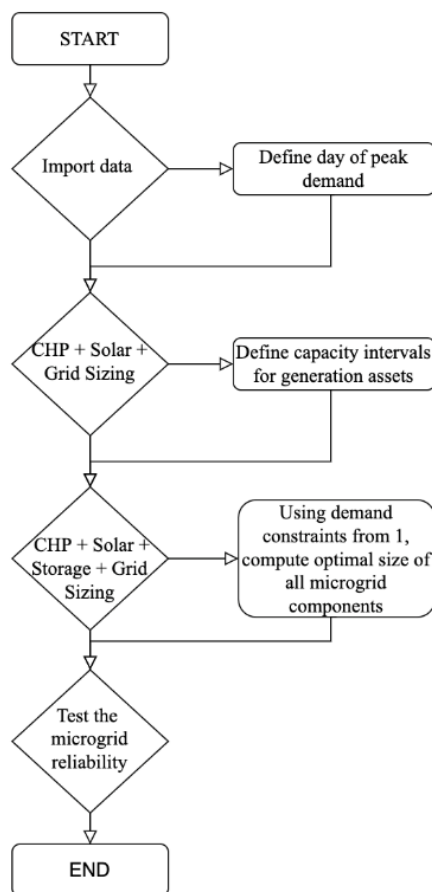 START
Import data
Define day of peak
demand
CHP + Solar +
Grid Sizing
Define capacity intervals
for generation assets
CHP + Solar +
Storage + Grid
Sizing
Using demand
constraints from 1,
compute optimal size of
all microgrid
components
Test the
microgrid
reliability
END